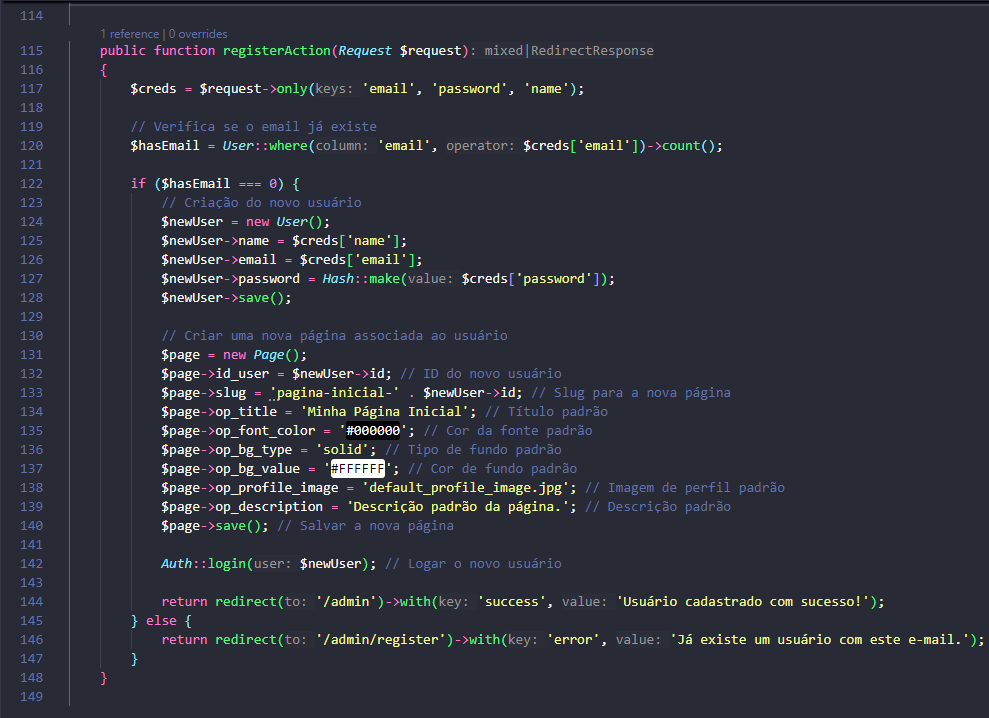 114
1 reference | 0 overrides
115 public function registerAction(Request $request): mixed|RedirectResponse
116 {
117 $creds = $request->only(keys: 'email', 'password', 'name');
118
119 // Verifica se o email já existe
120 $hasEmail = User::where(column: 'email', operator: $creds['email'])->count();
121
122 if ($hasEmail === 0) {
123 // Criação do novo usuário
124 $newUser = new User();
125 $newUser->name = $creds['name'];
126 $newUser->email = $creds['email'];
127 $newUser->password = Hash::make(value: $creds['password']);
128 $newUser->save();
129
130 // Criar uma nova página associada ao usuário
131 $page = new Page();
132 $page->id_user = $newUser->id; // ID do novo usuário
133 $page->slug = 'pagina-inicial-' . $newUser->id; // Slug para a nova página
134 $page->op_title = 'Minha Página Inicial'; // Título padrão
135 $page->op_font_color = '#000000'; // Cor da fonte padrão
136 $page->op_bg_type = 'solid'; // Tipo de fundo padrão
137 $page->op_bg_value = '#FFFFFF'; // Cor de fundo padrão
138 $page->op_profile_image = 'default_profile_image.jpg'; // Imagem de perfil padrão
139 $page->op_description = 'Descrição padrão da página.'; // Descrição padrão
140 $page->save(); // Salvar a nova página
141
142 Auth::login(user: $newUser); // Logar o novo usuário
143
144 return redirect(to: '/admin')->with(key: 'success', value: 'Usuário cadastrado com sucesso!');
145 } else {
146 return redirect(to: '/admin/register')->with(key: 'error', value: 'Já existe um usuário com este e-mail.');
147 }
148 }
149